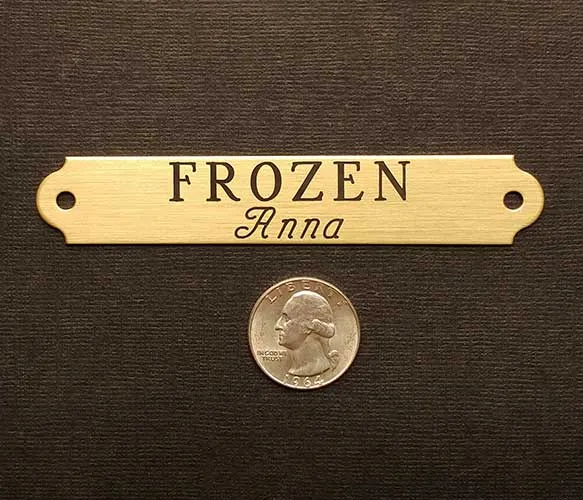 FROZEN
Anna
LIBERTY
IN GOD WE
TRUST
1964